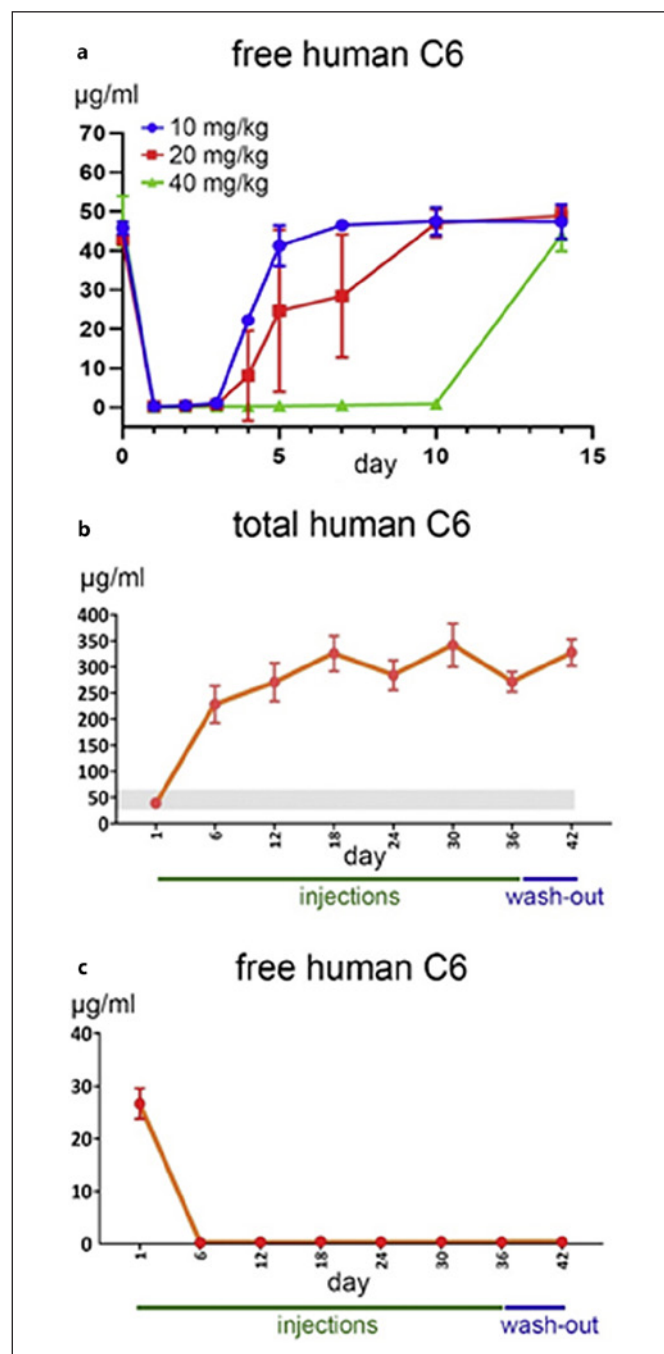 a free human C6
µg/ml
10 mg/kg
20 mg/kg
40 mg/kg
70
60
50
40
30
20
10
0
0 5 10 15
day
b total human C6
µg/ml
400
350
300
250
200
150
100
50
0
1 6 12 18 24 30 36 42
day
injections wash-out
c free human C6
µg/ml
40
30
20
10
0
1 6 12 18 24 30 36 42
day
injections wash-out